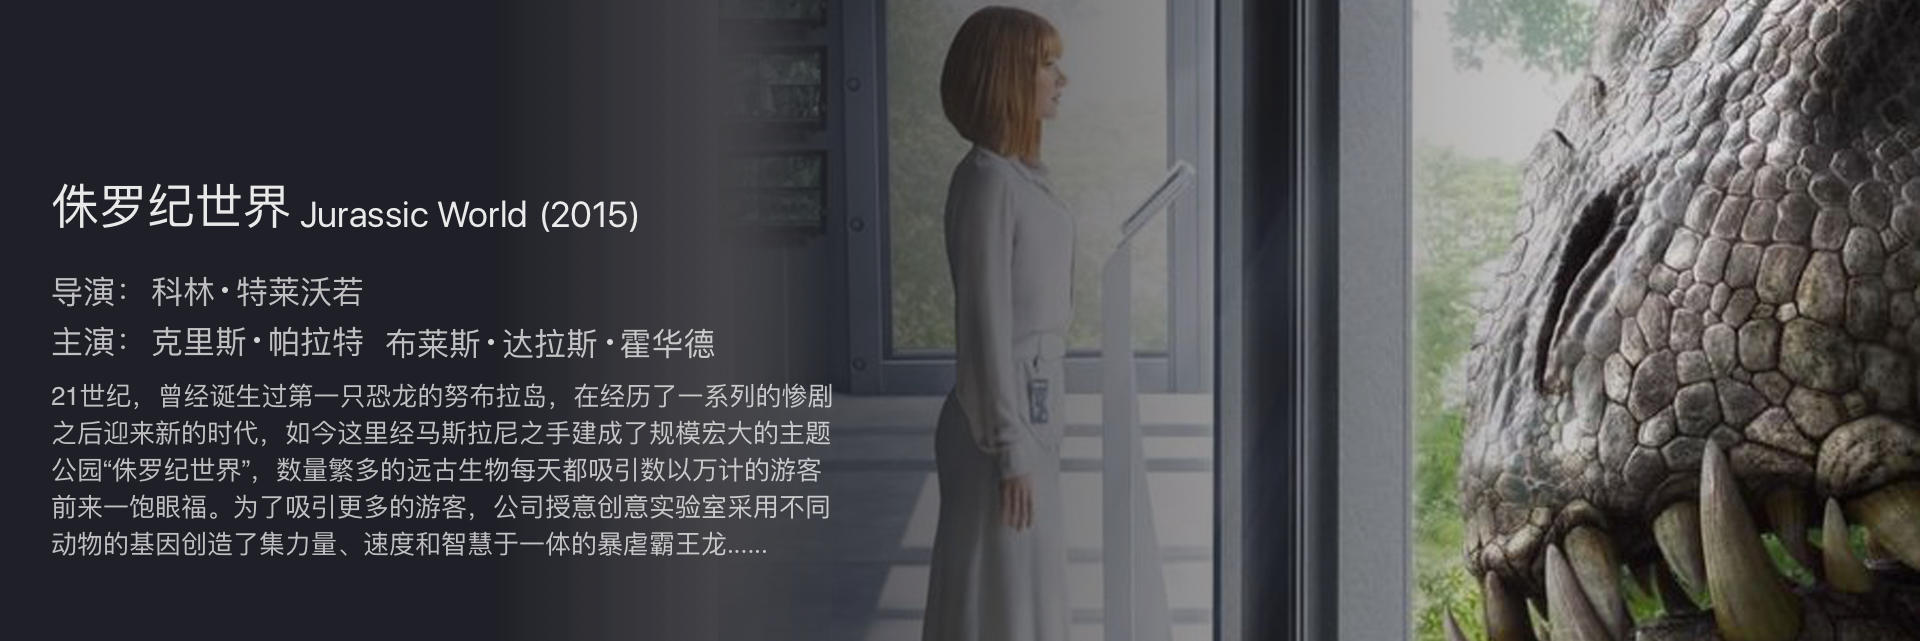 侏罗纪世界 Jurassic World (2015)
导演： 科林·特莱沃若
主演： 克里斯·帕拉特 布莱斯·达拉斯·霍华德
21世纪，曾经诞生过第一只恐龙的努布拉岛，在经历了一系列的惨剧
之后迎来新的时代，如今这里经马斯拉尼之手建成了规模宏大的主题
公园“侏罗纪世界”，数量繁多的远古生物每天都吸引数以万计的游客
前来一饱眼福。为了吸引更多的游客，公司授意创意实验室采用不同
动物的基因创造了集力量、速度和智慧于一体的暴虐霸王龙......